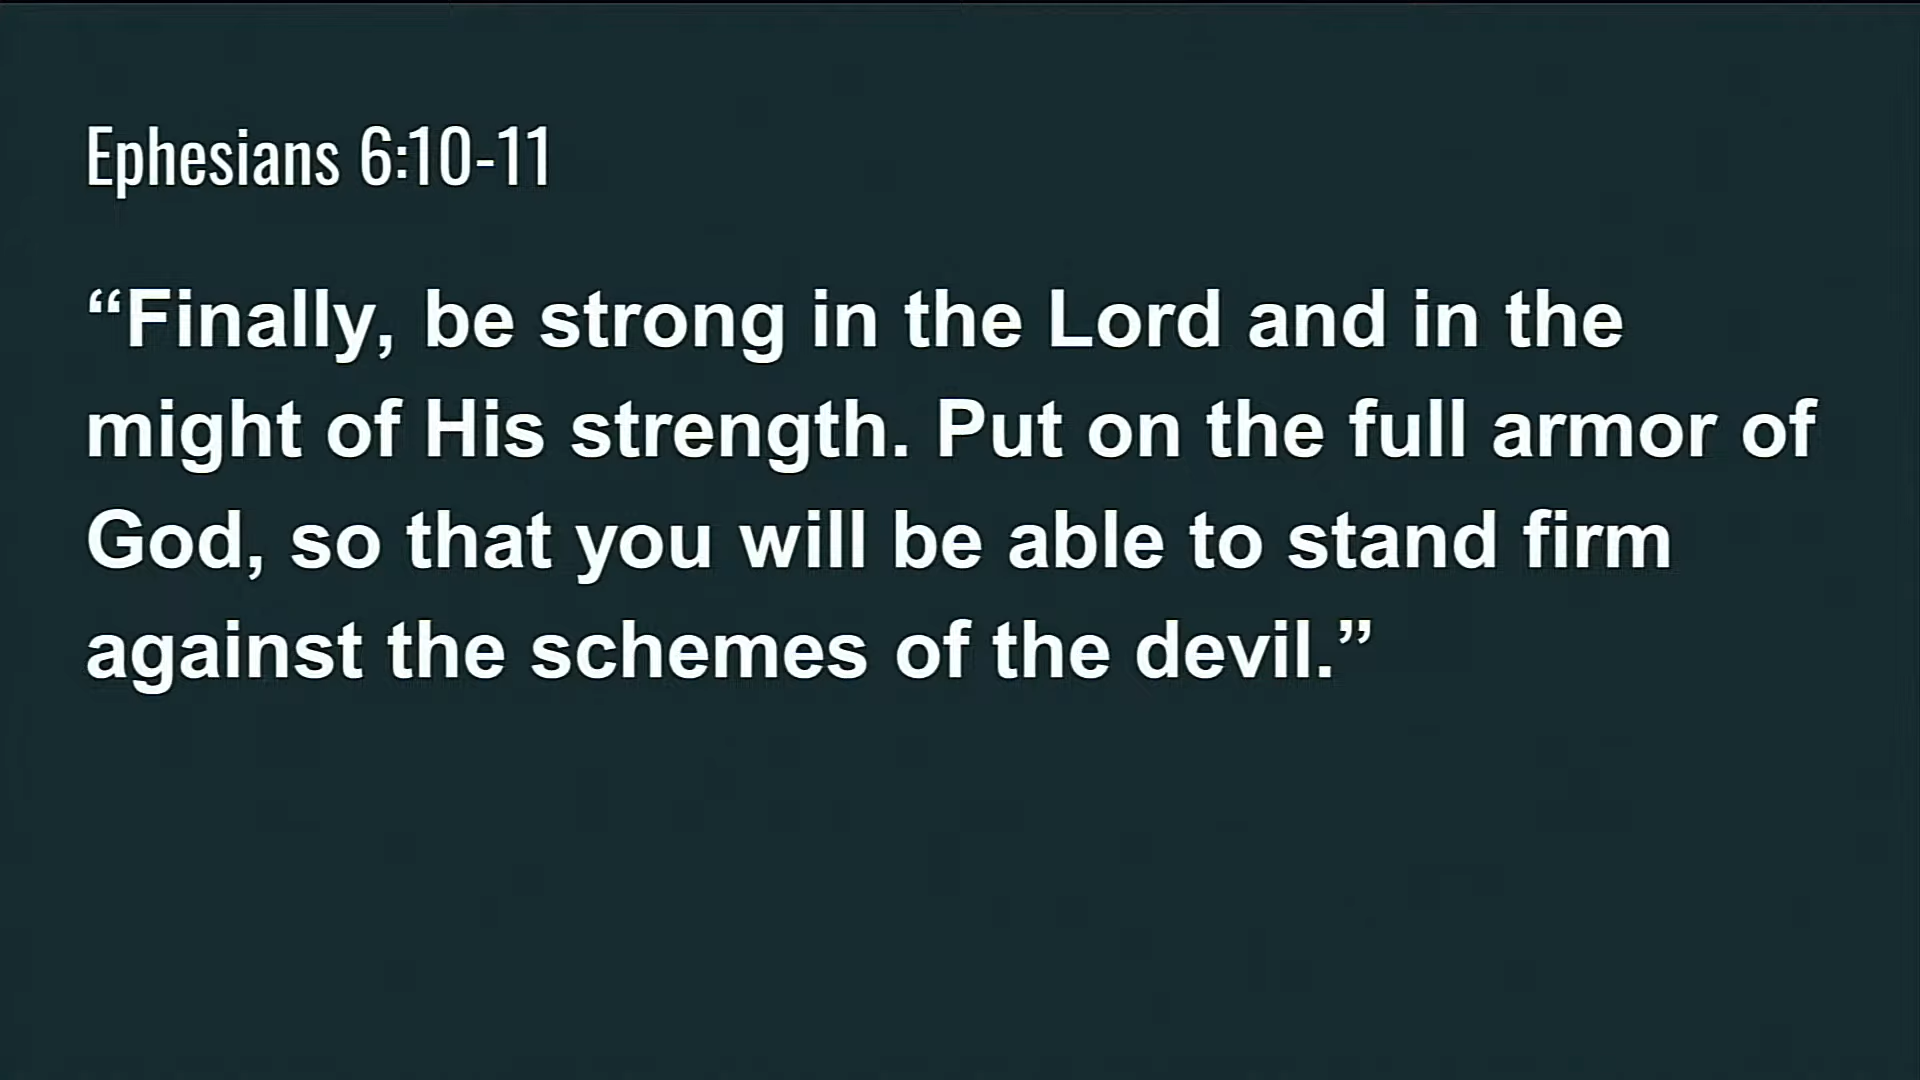 Ephesians 6:10-11
“Finally, be strong in the Lord and in the
might of His strength. Put on the full armor of
God, so that you will be able to stand firm
against the schemes of the devil.”